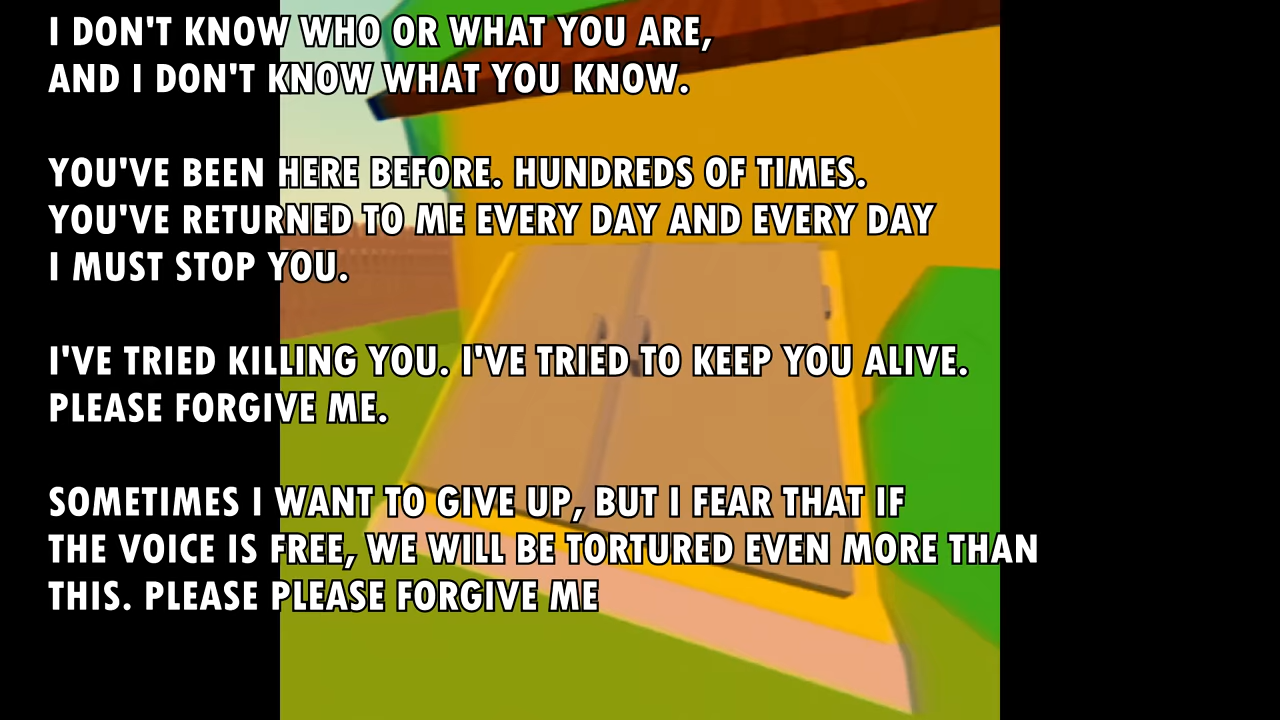 I DON'T KNOW WHO OR WHAT YOU ARE,
AND I DON'T KNOW WHAT YOU KNOW.
YOU'VE BEEN HERE BEFORE. HUNDREDS OF TIMES.
YOU'VE RETURNED TO ME EVERY DAY AND EVERY DAY
I MUST STOP YOU.
I'VE TRIED KILLING YOU. I'VE TRIED TO KEEP YOU ALIVE.
PLEASE FORGIVE ME.
SOMETIMES I WANT TO GIVE UP, BUT I FEAR THAT IF
THE VOICE IS FREE, WE WILL BE TORTURED EVEN MORE THAN
THIS. PLEASE PLEASE FORGIVE ME